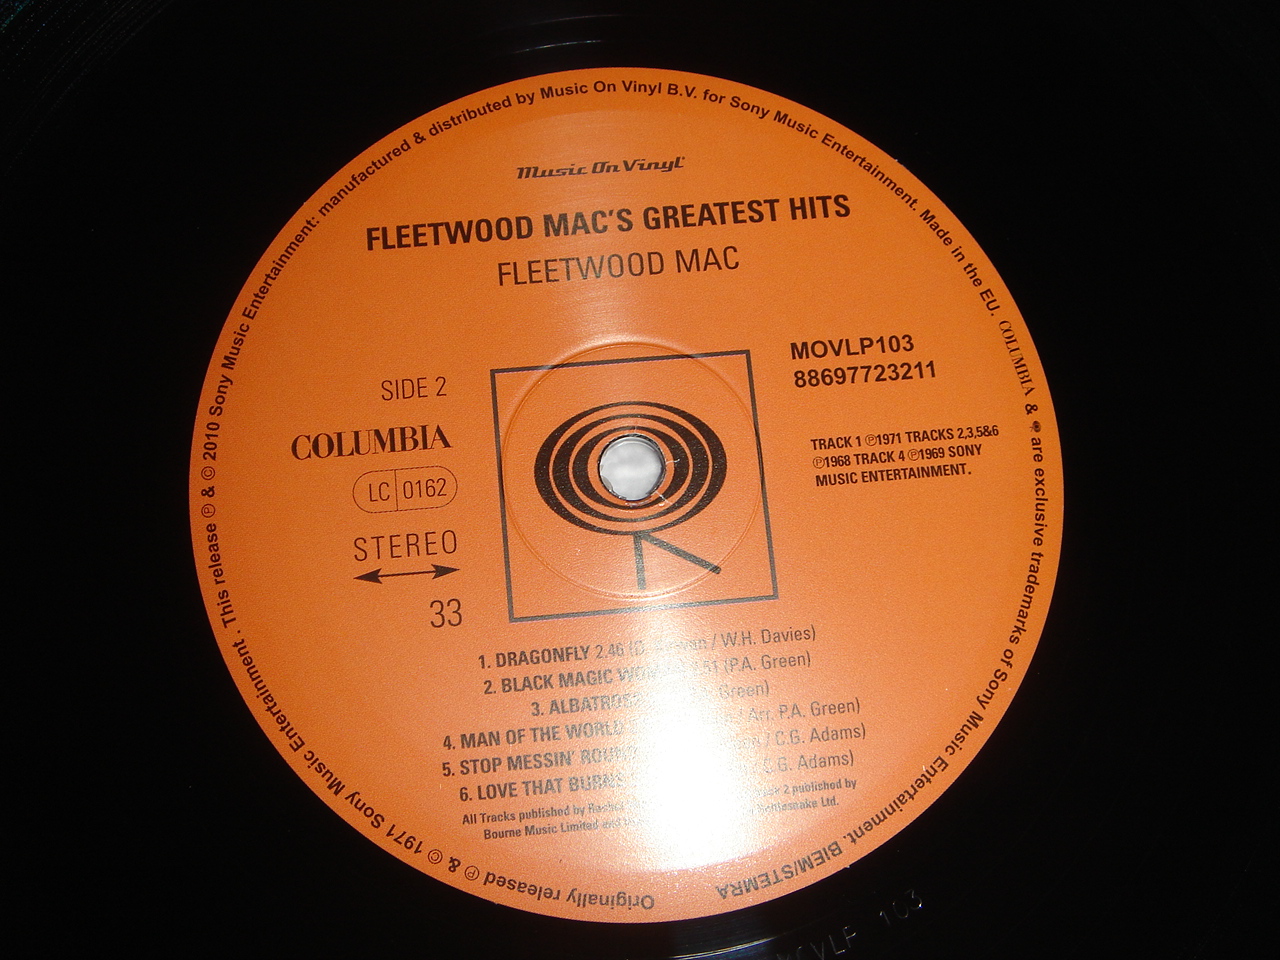 This release ℗ & © 2010 Sony Music Entertainment: manufactured & distributed by Music On Vinyl B.V. for Sony Music Entertainment. Made in the EU. COLUMBIA & are exclusive trademarks of Sony Music Entertainment. BIEM/STEMRA
Music On Vinyl
FLEETWOOD MAC'S GREATEST HITS
FLEETWOOD MAC
MOVLP103
88697723211
SIDE 2
COLUMBIA
LC 0162
STEREO
33
TRACK 1 ℗1971 TRACKS 2,3,5&6
℗1968 TRACK 4 ℗1969 SONY
MUSIC ENTERTAINMENT.
1. DRAGONFLY 2.46 / W.H. Davies)
2. BLACK MAGIC (P.A. Green)
3. Green)
4. MAN OF THE WORLD / Arr. P.A. Green)
5. STOP MESSIN' / C.G. Adams)
6. LOVE THAT C.G. Adams)
All Tracks published by 2 published by
Bourne Music Limited and Ltd.
Originally released ℗ & © 1971 Sony Music Entertainment ·
103